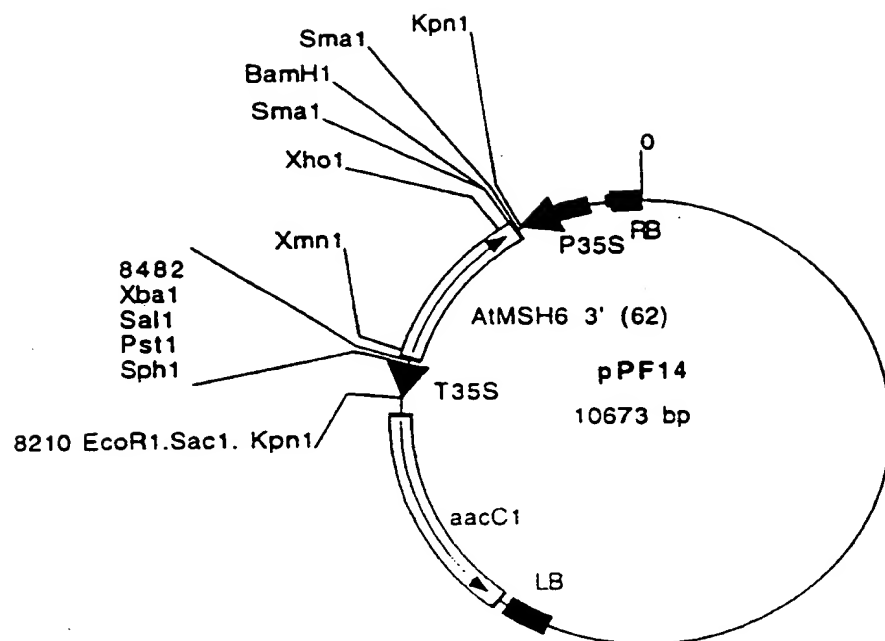 Kpn1
Sma1
BamH1
Sma1
Xho1
0
Xmn1
P35S
RB
8482
Xba1
Sal1
Pst1
Sph1
AtMSH6 3' (62)
pPF14
10673 bp
T35S
8210 EcoR1.Sac1. Kpn1
aacC1
LB